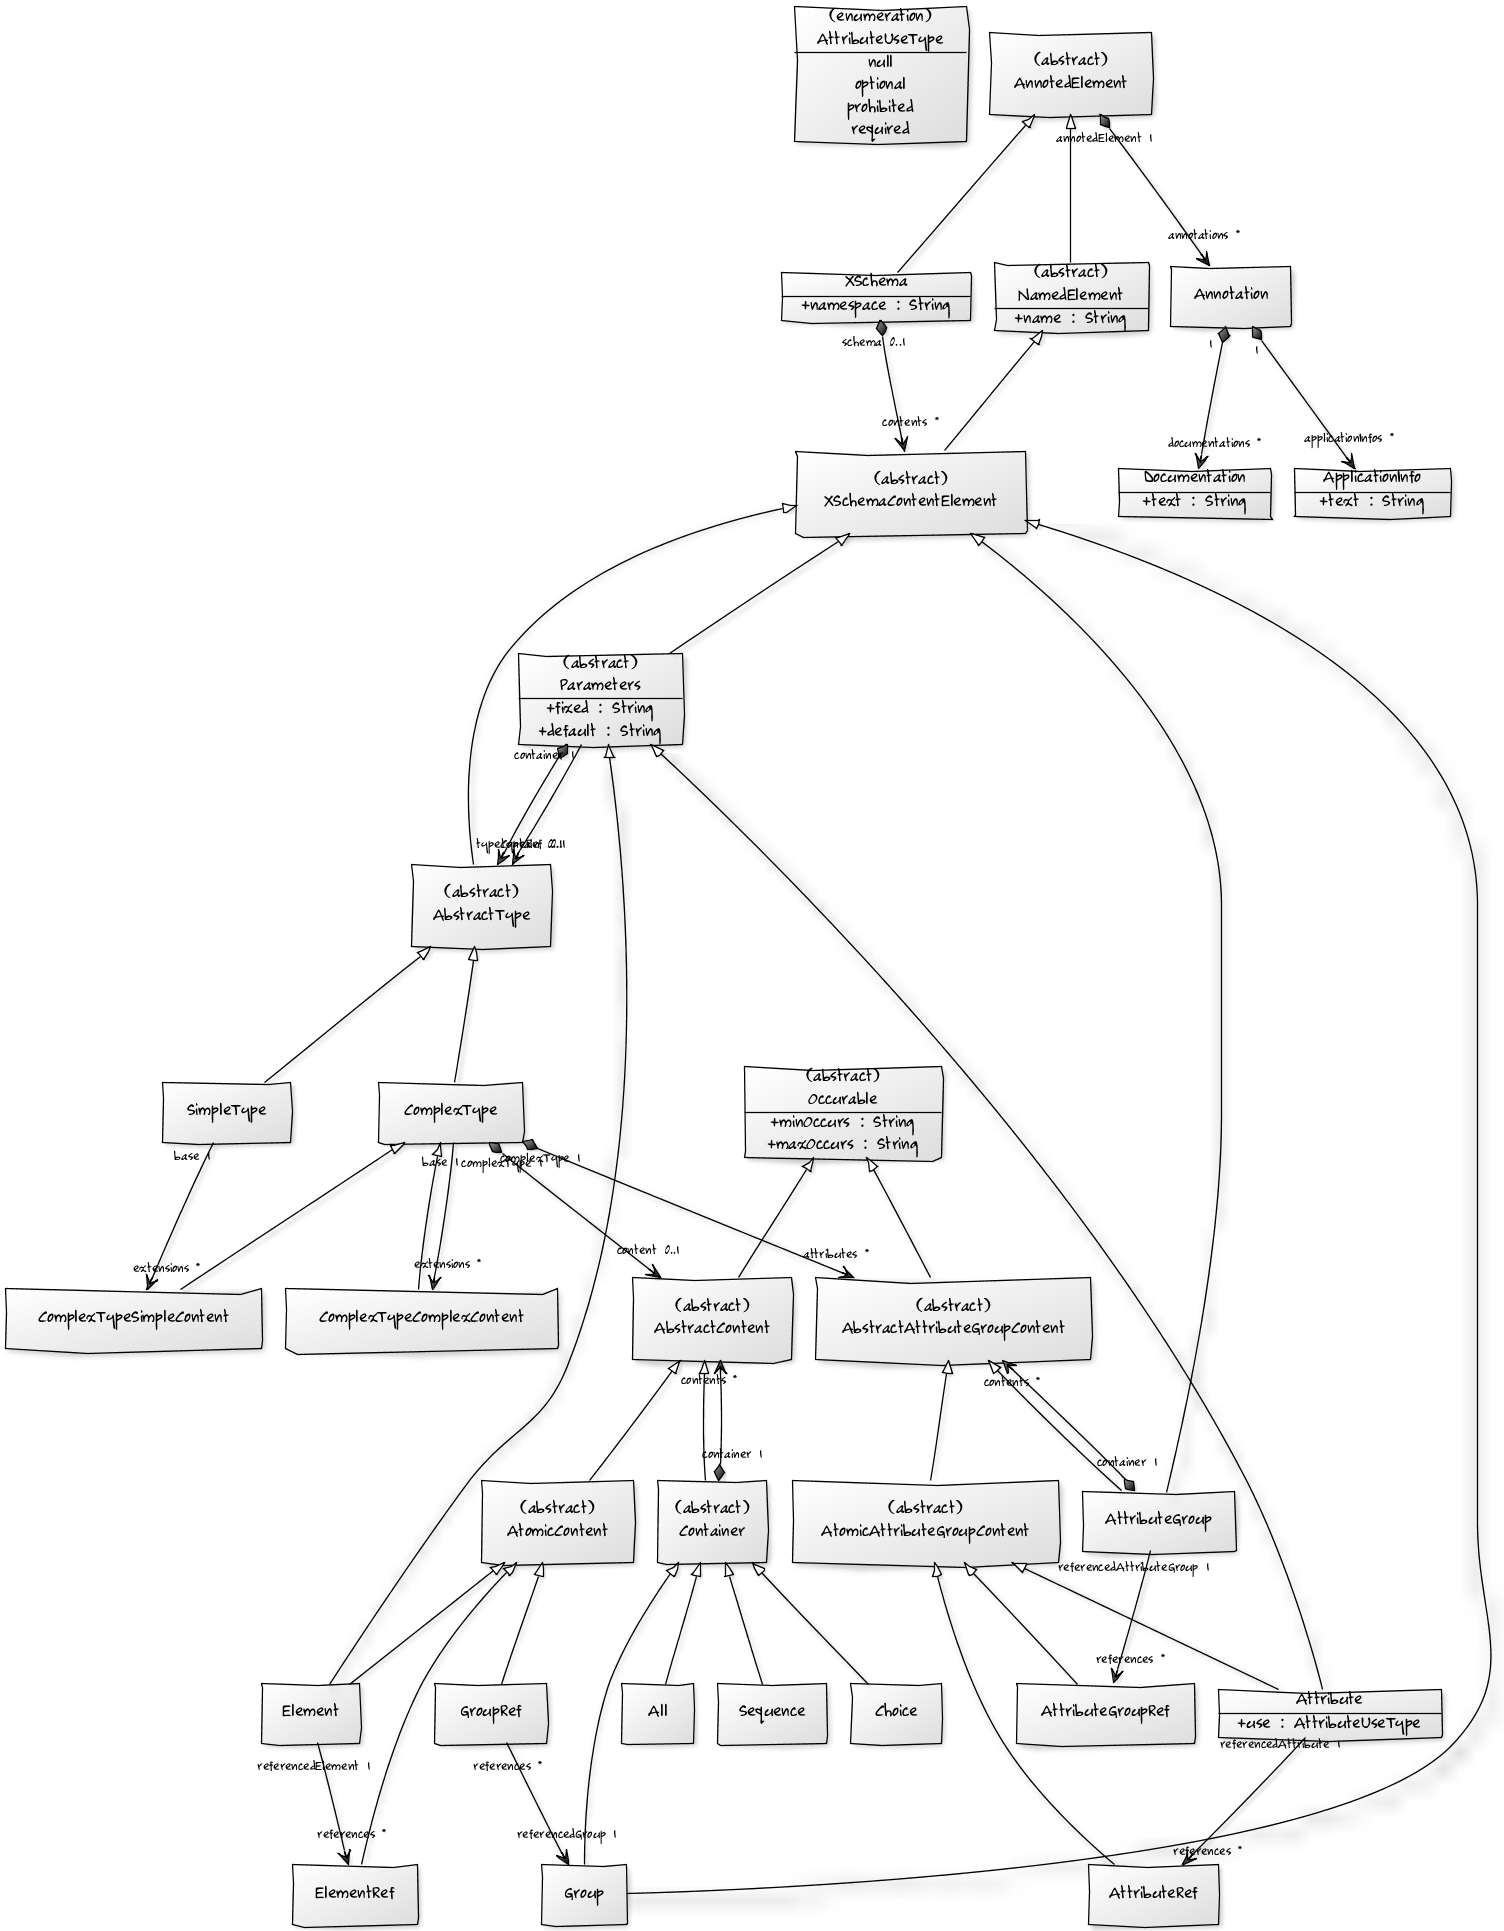 (enumeration)
AttributeUseType
null
optional
prohibited
required
(abstract)
AnnotedElement
annotedElement 1
annotations *
XSchema
+namespace : String
schema 0..1
(abstract)
NamedElement
+name : String
Annotation
1
1
contents *
documentations *
applicationInfos *
(abstract)
XSchemaContentElement
Documentation
+text : String
ApplicationInfo
+text : String
(abstract)
Parameters
+fixed : String
+default : String
container 1
(abstract)
AbstractType
SimpleType
base 1
ComplexType
base 1
complexType 1
complexType 1
(abstract)
Occurable
+minOccurs : String
+maxOccurs : String
extensions *
extensions *
content 0..1
attributes *
ComplexTypeSimpleContent
ComplexTypeComplexContent
(abstract)
AbstractContent
(abstract)
AbstractAttributeGroupContent
contents *
contents *
container 1
container 1
(abstract)
AtomicContent
(abstract)
Container
(abstract)
AtomicAttributeGroupContent
AttributeGroup
referencedAttributeGroup 1
references *
Element
GroupRef
All
Sequence
Choice
AttributeGroupRef
Attribute
+use : AttributeUseType
referencedAttribute 1
referencedElement 1
references *
references *
referencedGroup 1
references *
ElementRef
Group
AttributeRef